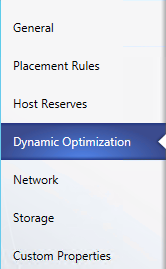 General
Placement Rules
Host Reserves
Dynamic Optimization
Network
Storage
Custom Properties